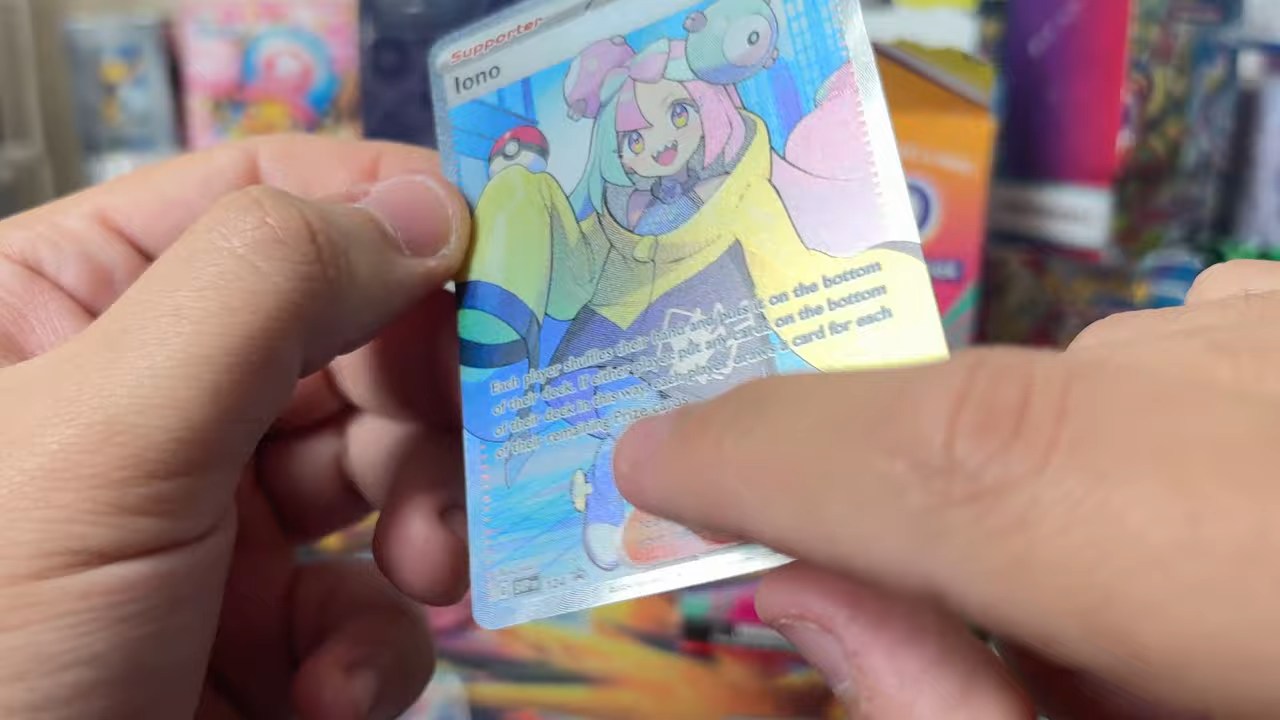 Supporter
Iono
Each player shuffles their hand and puts it on the bottom
of their deck. If either player put any cards on the bottom
of their deck in this way, each player draws a card for each
of their remaining Prize cards
124